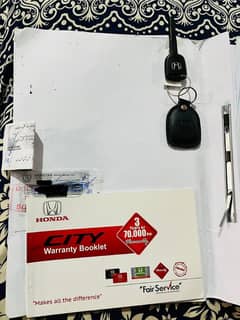 HONDA
CITY
Warranty Booklet
3
Years or
70,000 Km
Warranty
"Fair Service"
"Makes all the difference"